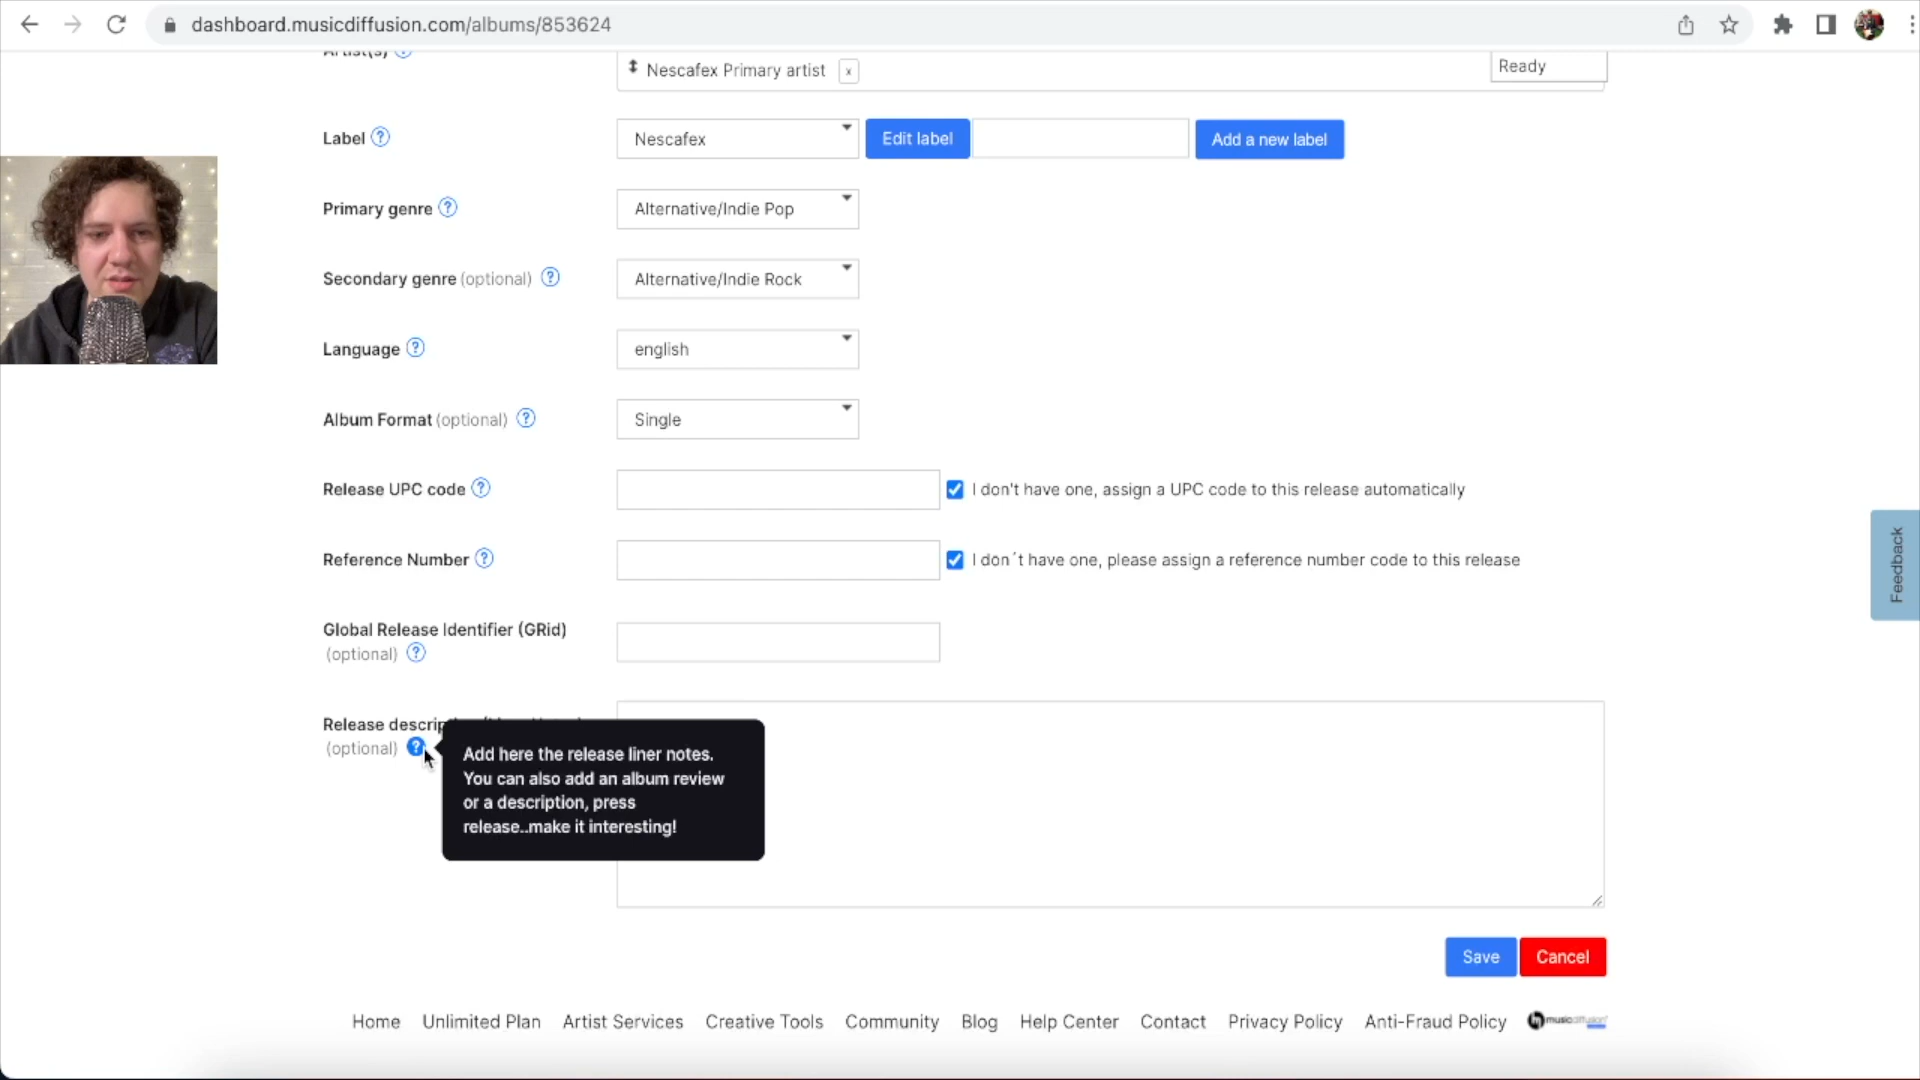 dashboard.musicdiffusion.com/albums/853624
Artist(s) ?
Nescafex Primary artist x
Ready
Label ?
Nescafex
Edit label
Add a new label
Primary genre ?
Alternative/Indie Pop
Secondary genre (optional) ?
Alternative/Indie Rock
Language ?
english
Album Format (optional) ?
Single
Release UPC code ?
I don't have one, assign a UPC code to this release automatically
Reference Number ?
I don´t have one, please assign a reference number code to this release
Feedback
Global Release Identifier (GRid)
(optional) ?
Release descrip
(optional) ?
Add here the release liner notes.
You can also add an album review
or a description, press
release..make it interesting!
Save
Cancel
Home Unlimited Plan Artist Services Creative Tools Community Blog Help Center Contact Privacy Policy Anti-Fraud Policy musicdiffusion